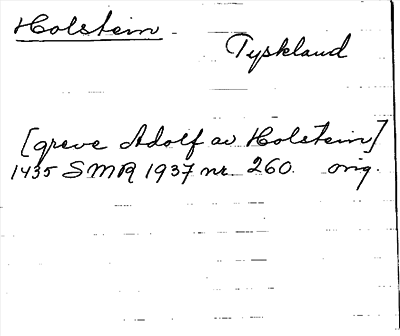 Holstein
Tyskland
[greve Adolf av Holstein]
1435 SMR 1937 nr. 260. orig.